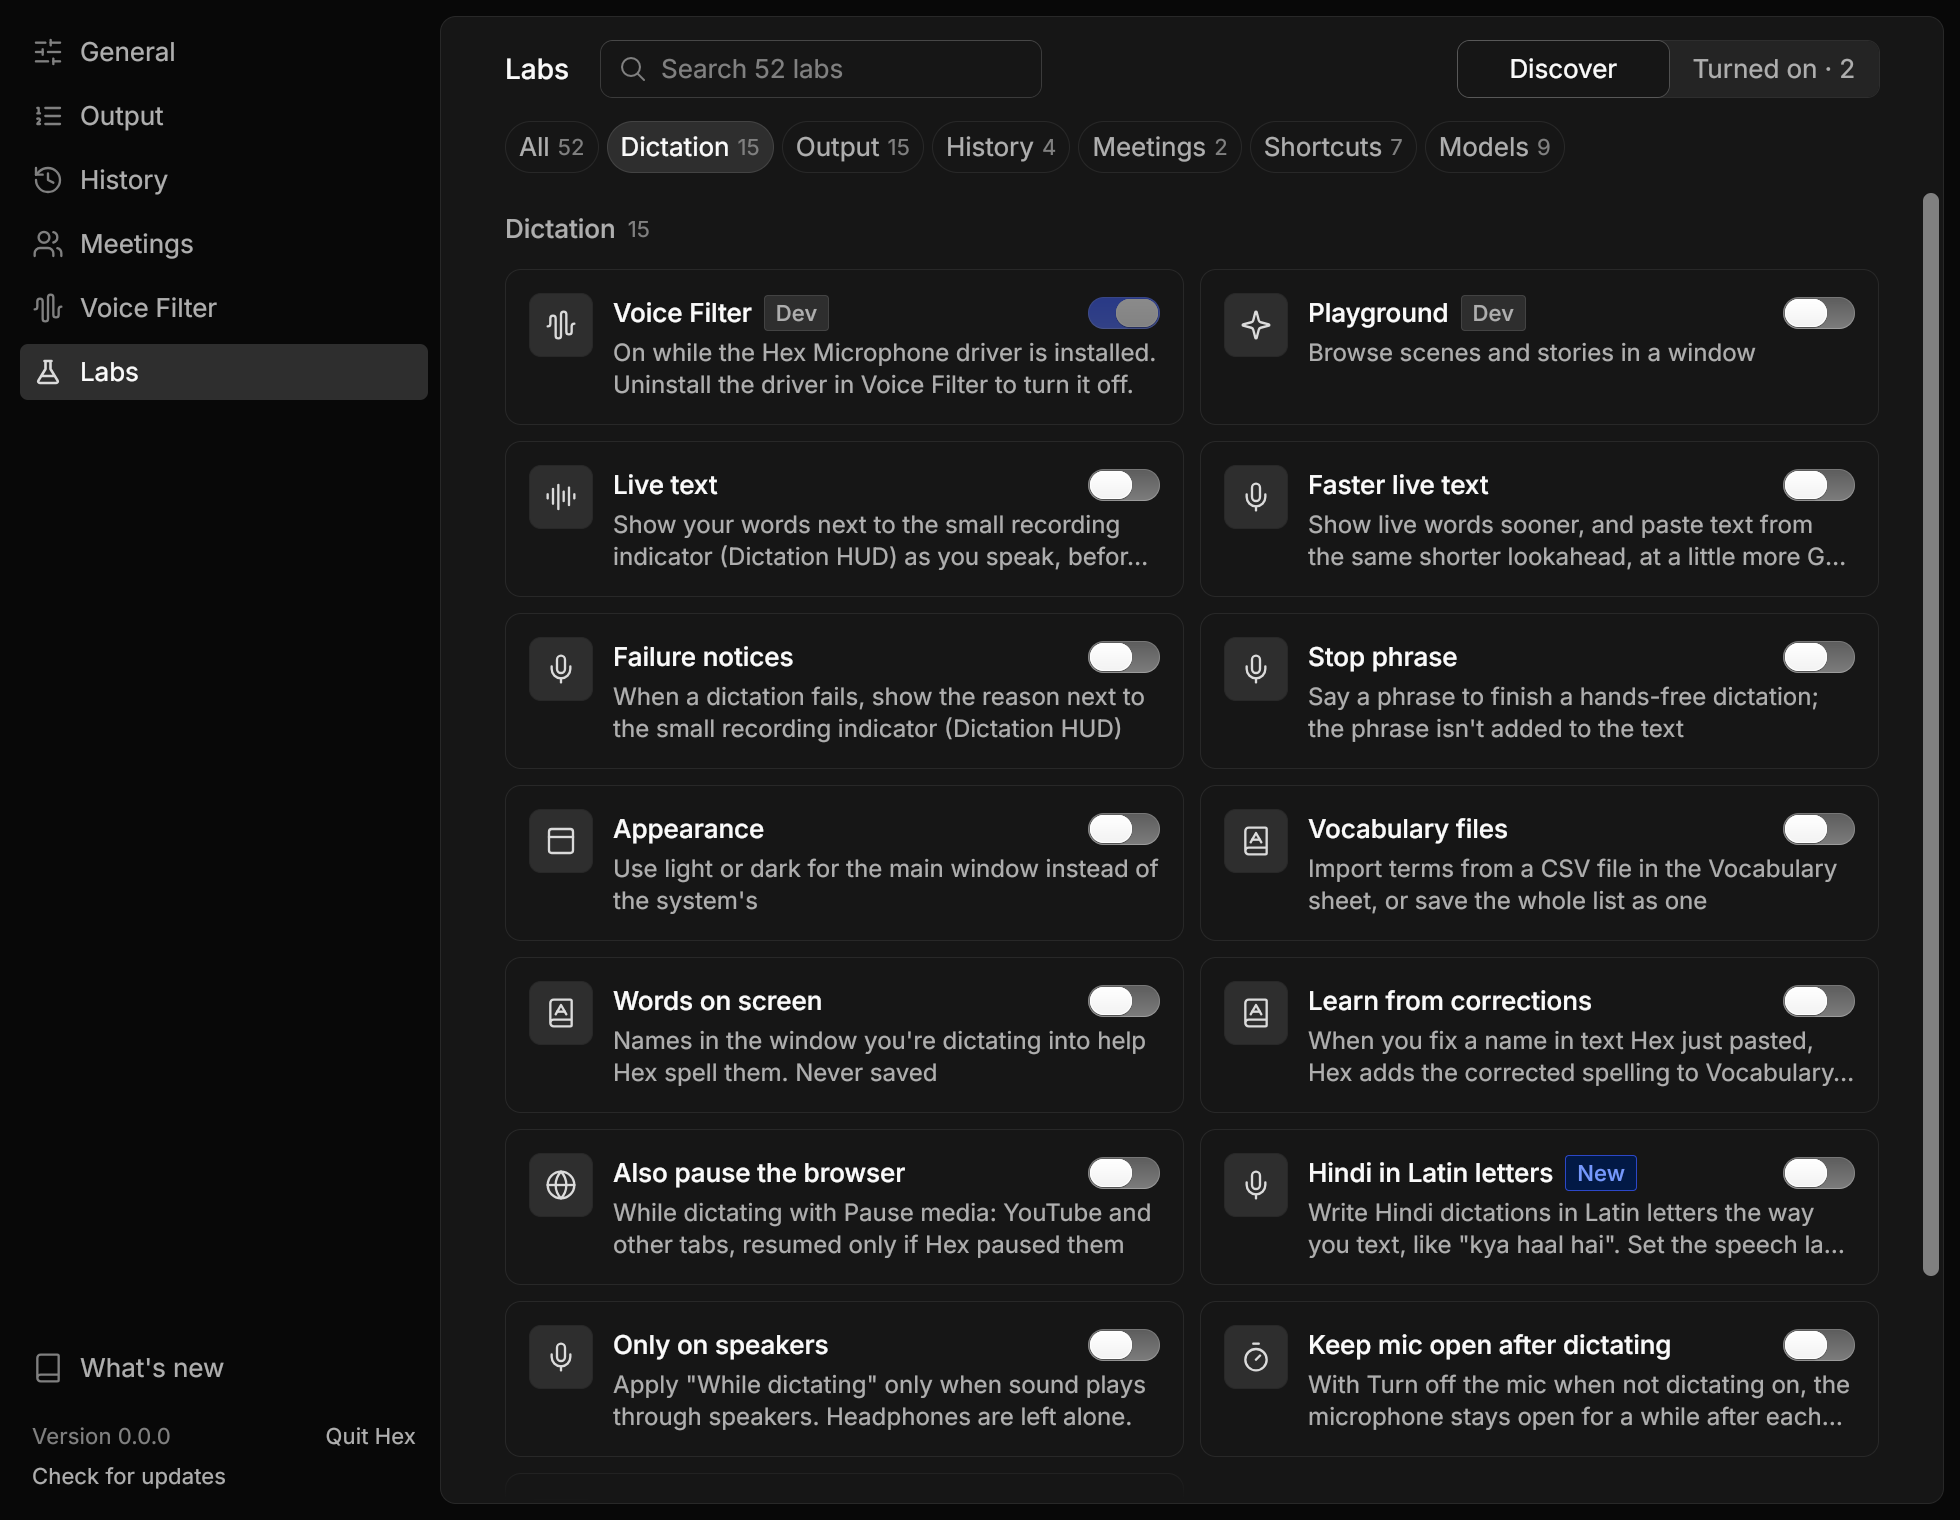 General
Output
History
Meetings
Voice Filter
Labs
What's new
Version 0.0.0
Quit Hex
Check for updates
Labs
Search 52 labs
Discover
Turned on · 2
All 52
Dictation 15
Output 15
History 4
Meetings 2
Shortcuts 7
Models 9
Dictation 15
Voice Filter Dev
On while the Hex Microphone driver is installed.
Uninstall the driver in Voice Filter to turn it off.
Playground Dev
Browse scenes and stories in a window
Live text
Show your words next to the small recording
indicator (Dictation HUD) as you speak, befor...
Faster live text
Show live words sooner, and paste text from
the same shorter lookahead, at a little more G...
Failure notices
When a dictation fails, show the reason next to
the small recording indicator (Dictation HUD)
Stop phrase
Say a phrase to finish a hands-free dictation;
the phrase isn't added to the text
Appearance
Use light or dark for the main window instead of
the system's
Vocabulary files
Import terms from a CSV file in the Vocabulary
sheet, or save the whole list as one
Words on screen
Names in the window you're dictating into help
Hex spell them. Never saved
Learn from corrections
When you fix a name in text Hex just pasted,
Hex adds the corrected spelling to Vocabulary...
Also pause the browser
While dictating with Pause media: YouTube and
other tabs, resumed only if Hex paused them
Hindi in Latin letters New
Write Hindi dictations in Latin letters the way
you text, like "kya haal hai". Set the speech la...
Only on speakers
Apply "While dictating" only when sound plays
through speakers. Headphones are left alone.
Keep mic open after dictating
With Turn off the mic when not dictating on, the
microphone stays open for a while after each...